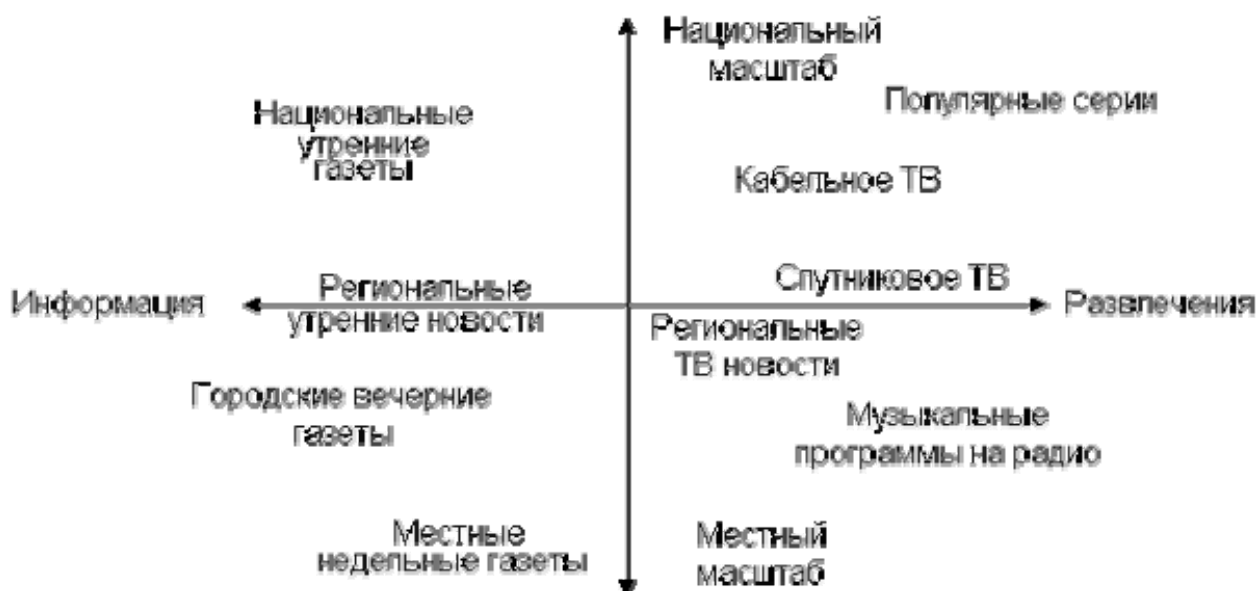 Национальный
масштаб
Популярные серии
Национальные
утренние
газеты
Кабельное ТВ
Информация
Региональные
утренние новости
Спутниковое ТВ
Развлечения
Региональные
ТВ новости
Городские вечерние
газеты
Музыкальные
программы на радио
Местные
недельные газеты
Местный
масштаб